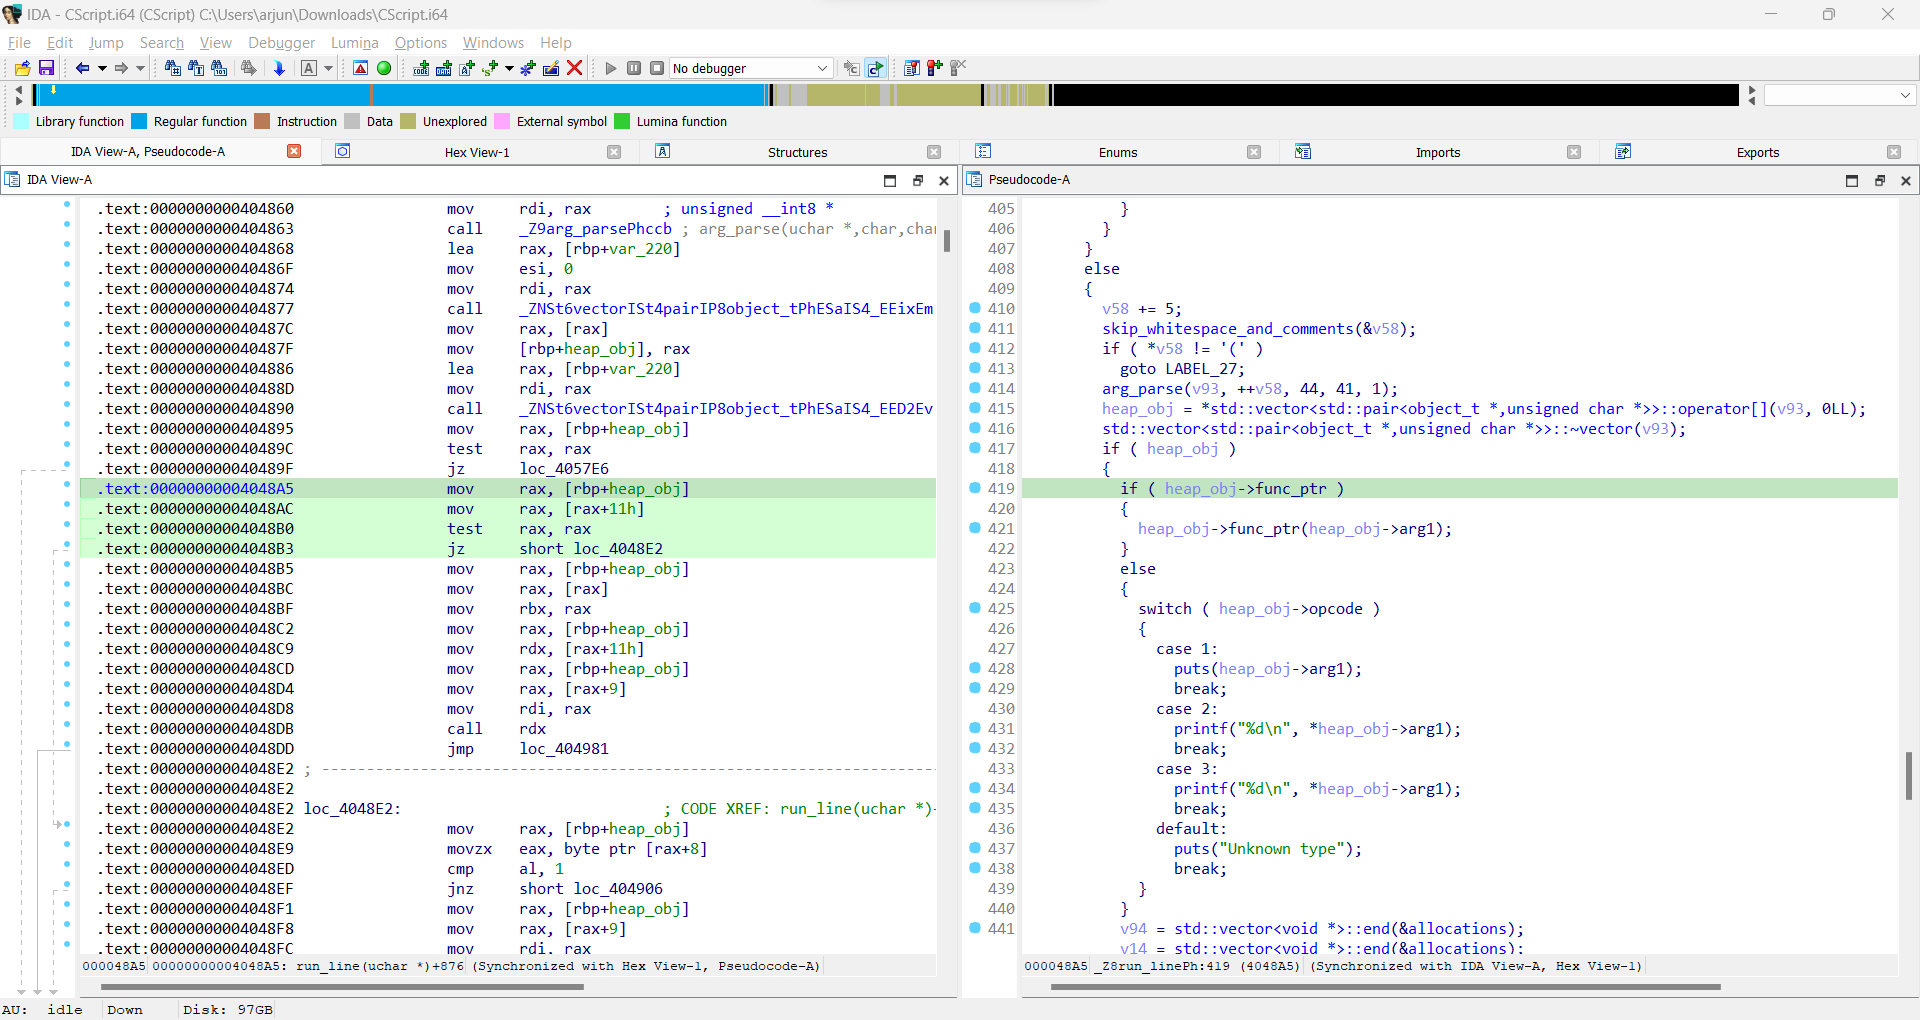 IDA - CScript.i64 (CScript) C:\Users\arjun\Downloads\CScript.i64
File Edit Jump Search View Debugger Lumina Options Windows Help
No debugger
Library function Regular function Instruction Data Unexplored External symbol Lumina function
IDA View-A, Pseudocode-A Hex View-1 Structures Enums Imports Exports
IDA View-A
.text:0000000000404860 mov rdi, rax ; unsigned __int8 *
.text:0000000000404863 call _Z9arg_parsePhccb ; arg_parse(uchar *,char,char
.text:0000000000404868 lea rax, [rbp+var_220]
.text:000000000040486F mov esi, 0
.text:0000000000404874 mov rdi, rax
.text:0000000000404877 call _ZNSt6vectorISt4pairIP8object_tPhESaIS4_EEixEm
.text:000000000040487C mov rax, [rax]
.text:000000000040487F mov [rbp+heap_obj], rax
.text:0000000000404886 lea rax, [rbp+var_220]
.text:000000000040488D mov rdi, rax
.text:0000000000404890 call _ZNSt6vectorISt4pairIP8object_tPhESaIS4_EED2Ev
.text:0000000000404895 mov rax, [rbp+heap_obj]
.text:000000000040489C test rax, rax
.text:000000000040489F jz loc_4057E6
.text:00000000004048A5 mov rax, [rbp+heap_obj]
.text:00000000004048AC mov rax, [rax+11h]
.text:00000000004048B0 test rax, rax
.text:00000000004048B3 jz short loc_4048E2
.text:00000000004048B5 mov rax, [rbp+heap_obj]
.text:00000000004048BC mov rax, [rax]
.text:00000000004048BF mov rbx, rax
.text:00000000004048C2 mov rax, [rbp+heap_obj]
.text:00000000004048C9 mov rdx, [rax+11h]
.text:00000000004048CD mov rax, [rbp+heap_obj]
.text:00000000004048D4 mov rax, [rax+9]
.text:00000000004048D8 mov rdi, rax
.text:00000000004048DB call rdx
.text:00000000004048DD jmp loc_404981
.text:00000000004048E2 ; ---------------------------------------------------------------------
.text:00000000004048E2
.text:00000000004048E2 loc_4048E2: ; CODE XREF: run_line(uchar *)-
.text:00000000004048E2 mov rax, [rbp+heap_obj]
.text:00000000004048E9 movzx eax, byte ptr [rax+8]
.text:00000000004048ED cmp al, 1
.text:00000000004048EF jnz short loc_404906
.text:00000000004048F1 mov rax, [rbp+heap_obj]
.text:00000000004048F8 mov rax, [rax+9]
.text:00000000004048FC mov rdi, rax
000048A5 00000000004048A5: run_line(uchar *)+876 (Synchronized with Hex View-1, Pseudocode-A)
Pseudocode-A
405 }
406 }
407 }
408 else
409 {
410 v58 += 5;
411 skip_whitespace_and_comments(&v58);
412 if ( *v58 != '(' )
413 goto LABEL_27;
414 arg_parse(v93, ++v58, 44, 41, 1);
415 heap_obj = *std::vector<std::pair<object_t *,unsigned char *>>::operator[](v93, 0LL);
416 std::vector<std::pair<object_t *,unsigned char *>>::~vector(v93);
417 if ( heap_obj )
418 {
419 if ( heap_obj->func_ptr )
420 {
421 heap_obj->func_ptr(heap_obj->arg1);
422 }
423 else
424 {
425 switch ( heap_obj->opcode )
426 {
427 case 1:
428 puts(heap_obj->arg1);
429 break;
430 case 2:
431 printf("%d\n", *heap_obj->arg1);
432 break;
433 case 3:
434 printf("%d\n", *heap_obj->arg1);
435 break;
436 default:
437 puts("Unknown type");
438 break;
439 }
440 }
441 v94 = std::vector<void *>::end(&allocations);
v14 = std::vector<void *>::end(&allocations);
000048A5 _Z8run_linePh:419 (4048A5) (Synchronized with IDA View-A, Hex View-1)
AU: idle Down Disk: 97GB